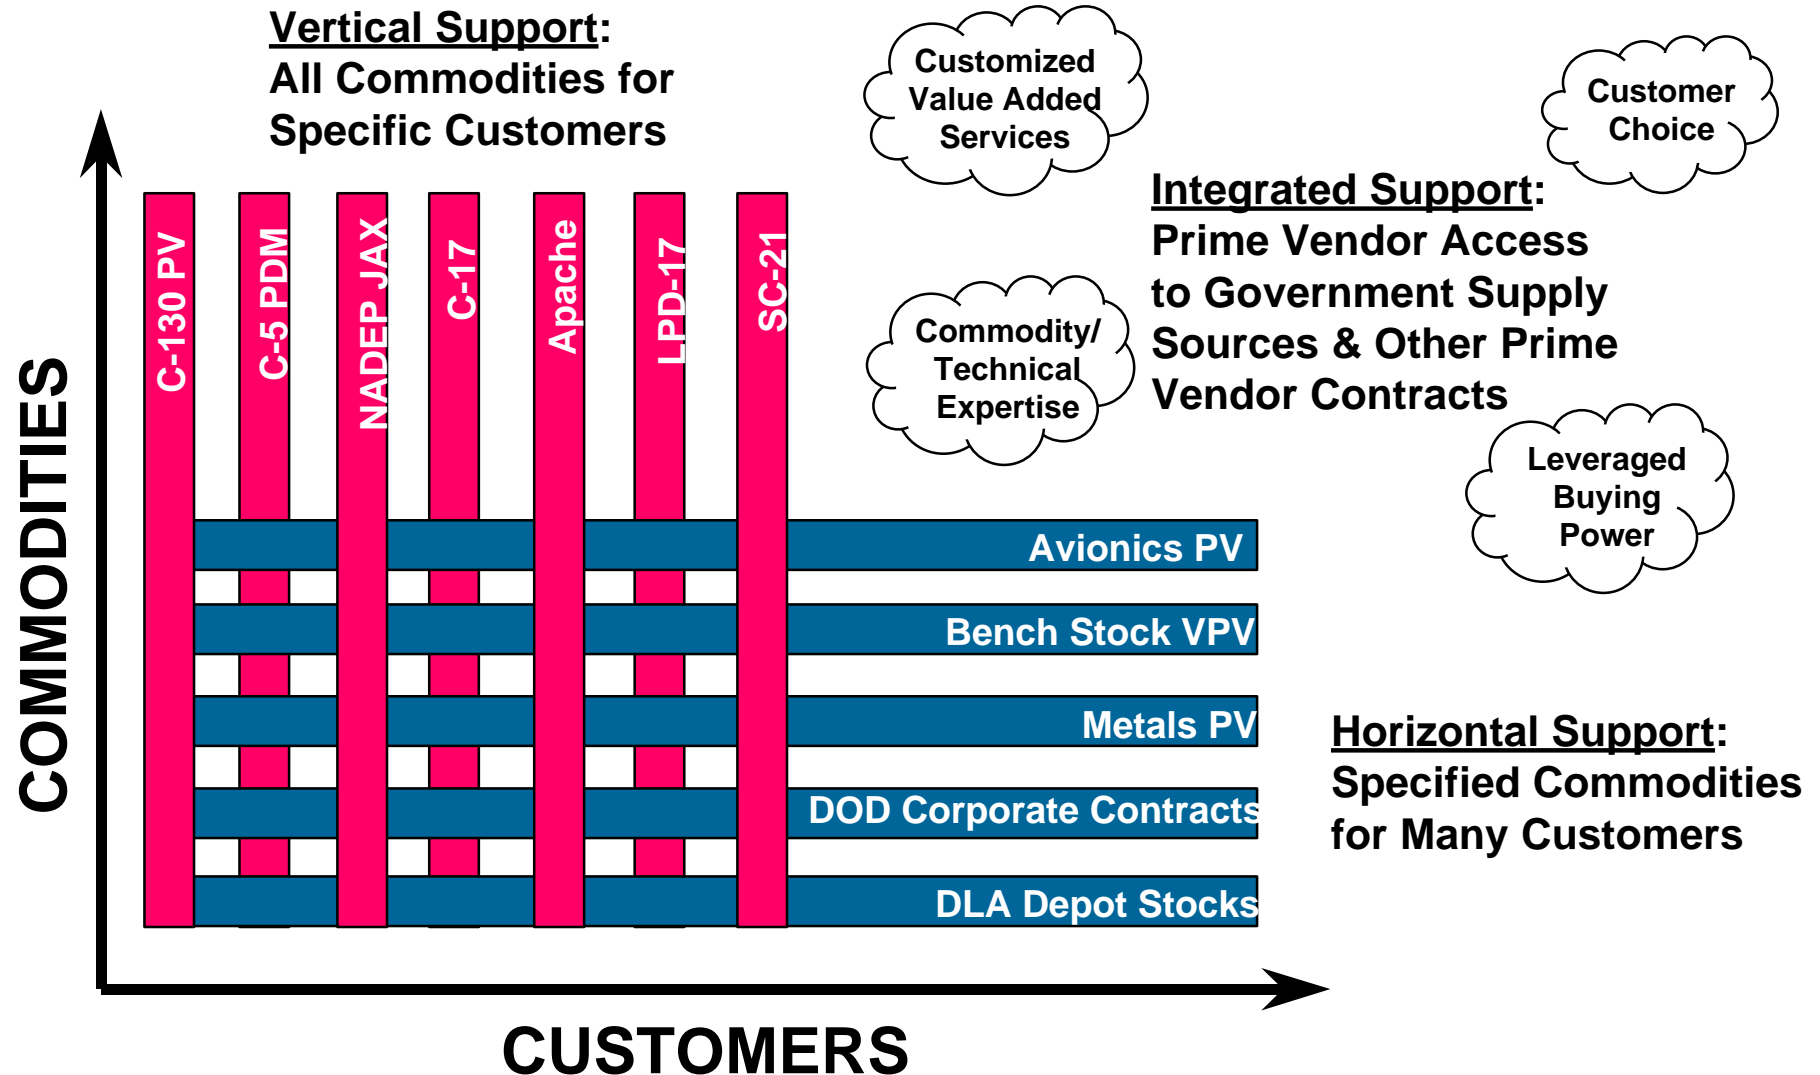 Vertical Support:
All Commodities for
Specific Customers
Customized
Value Added
Services
Customer
Choice
Integrated Support:
Prime Vendor Access
to Government Supply
Sources & Other Prime
Vendor Contracts
Commodity/
Technical
Expertise
Leveraged
Buying
Power
COMMODITIES
C-130 PV
C-5 PDM
NADEP JAX
C-17
Apache
LPD-17
SC-21
Avionics PV
Bench Stock VPV
Metals PV
DOD Corporate Contracts
DLA Depot Stocks
Horizontal Support:
Specified Commodities
for Many Customers
CUSTOMERS